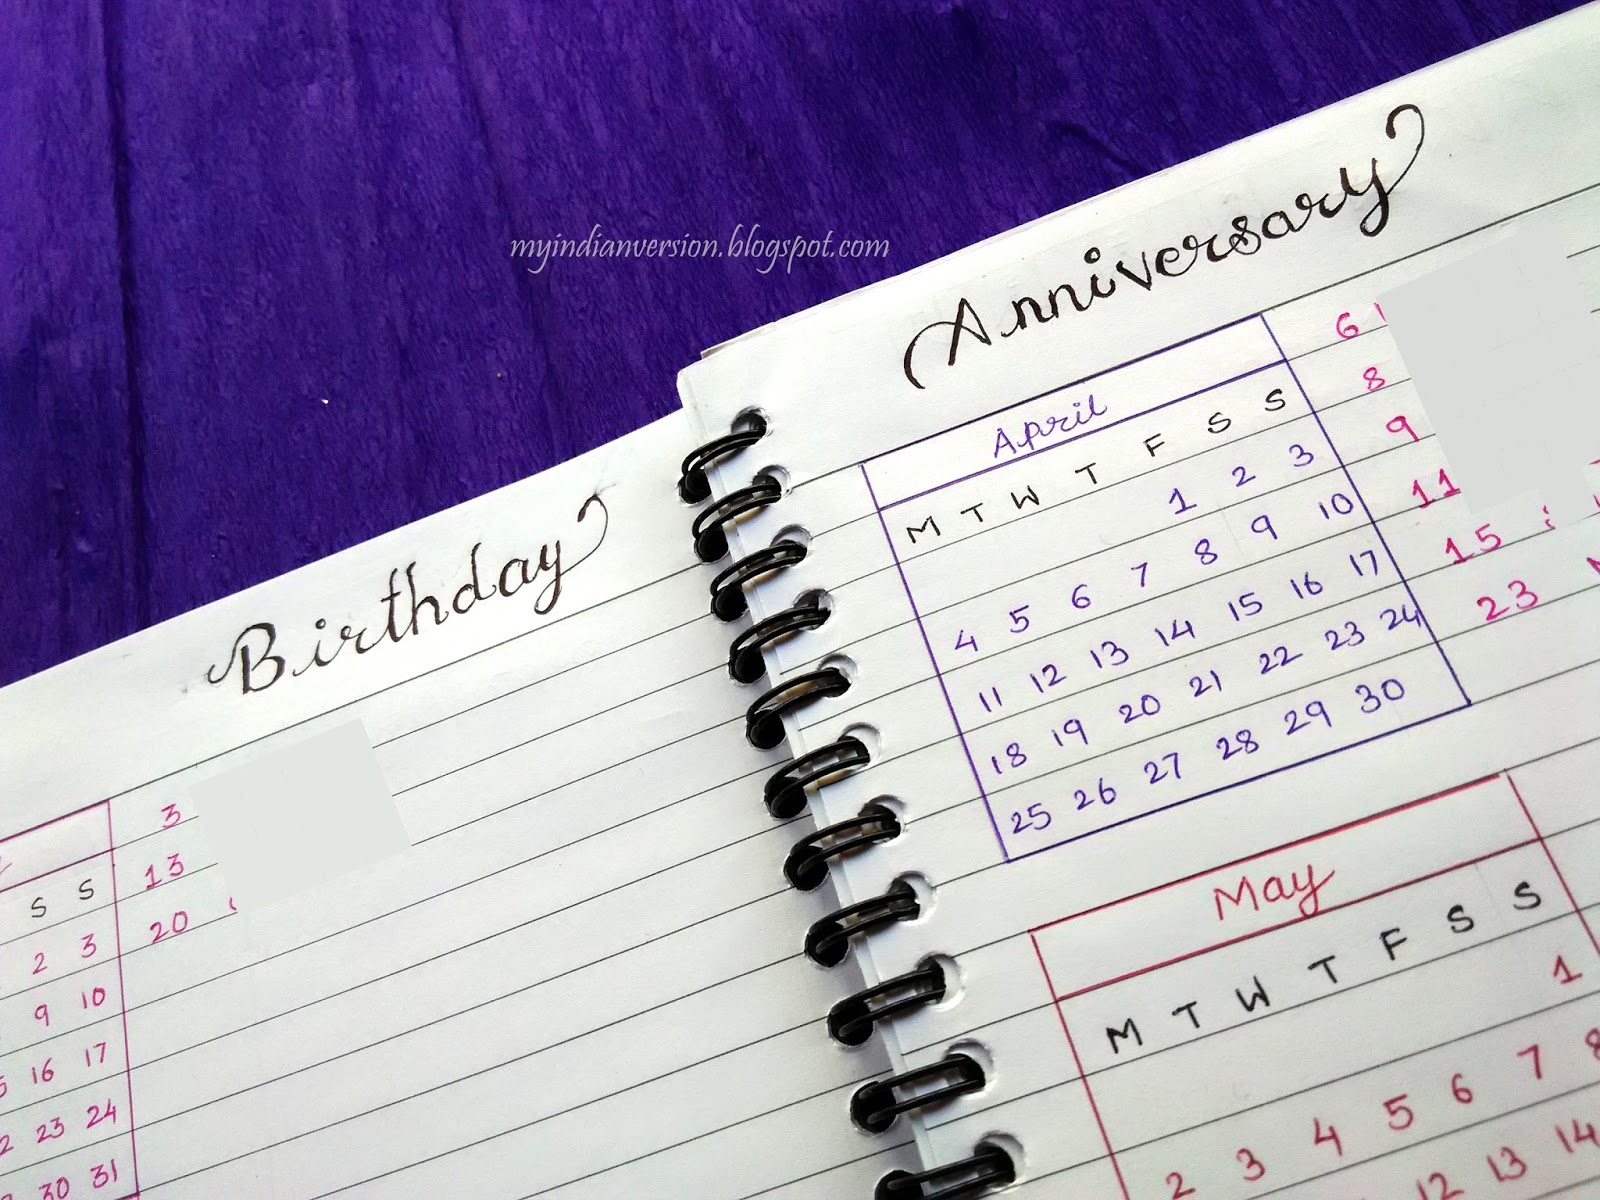 myindianversion.blogspot.com
Birthday
3
13
20
S S
2 3
9 10
16 17
23 24
30 31
Anniversary
April
M T W T F S S
1 2 3
4 5 6 7 8 9 10
11 12 13 14 15 16 17
18 19 20 21 22 23 24
25 26 27 28 29 30
6
8
9
11
15
23
May
M T W T F S S
1
2 3 4 5 6 7 8
12 13 14